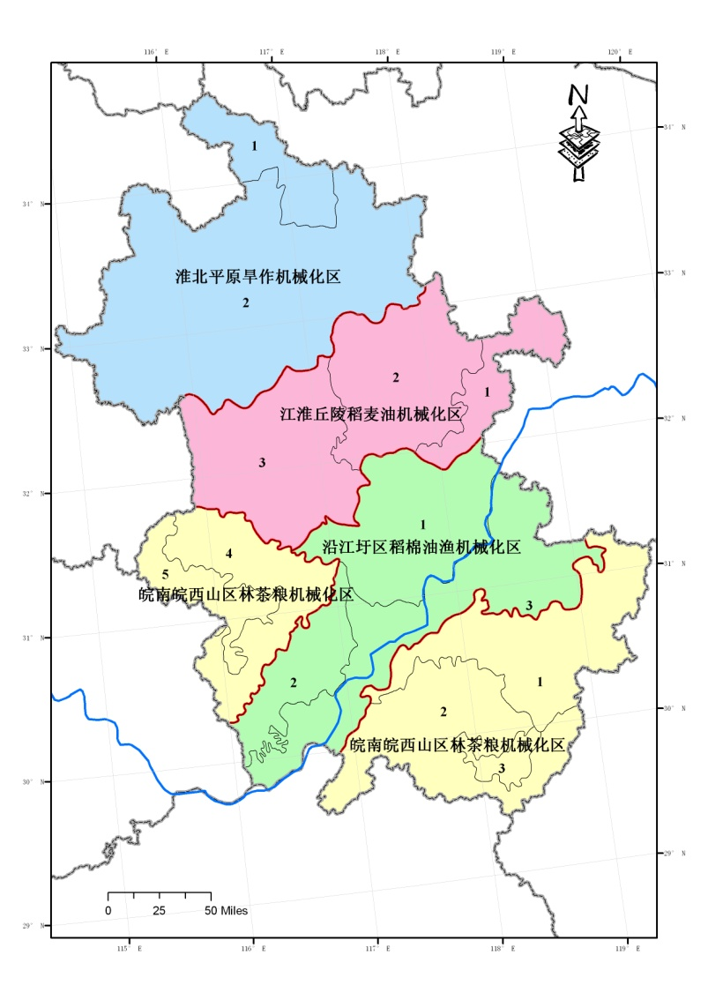 116° E
117° E
118° E
119° E
120° E
N
34° N
1
34° N
33° N
淮北平原旱作机械化区
2
33° N
2
1
江淮丘陵稻麦油机械化区
32° N
3
32° N
1
沿江圩区稻棉油渔机械化区
4
31° N
5
皖南皖西山区林茶粮机械化区
3
31° N
2
1
30° N
2
皖南皖西山区林茶粮机械化区
3
30° N
29° N
0 25 50 Miles
29° N
115° E
116° E
117° E
118° E
119° E